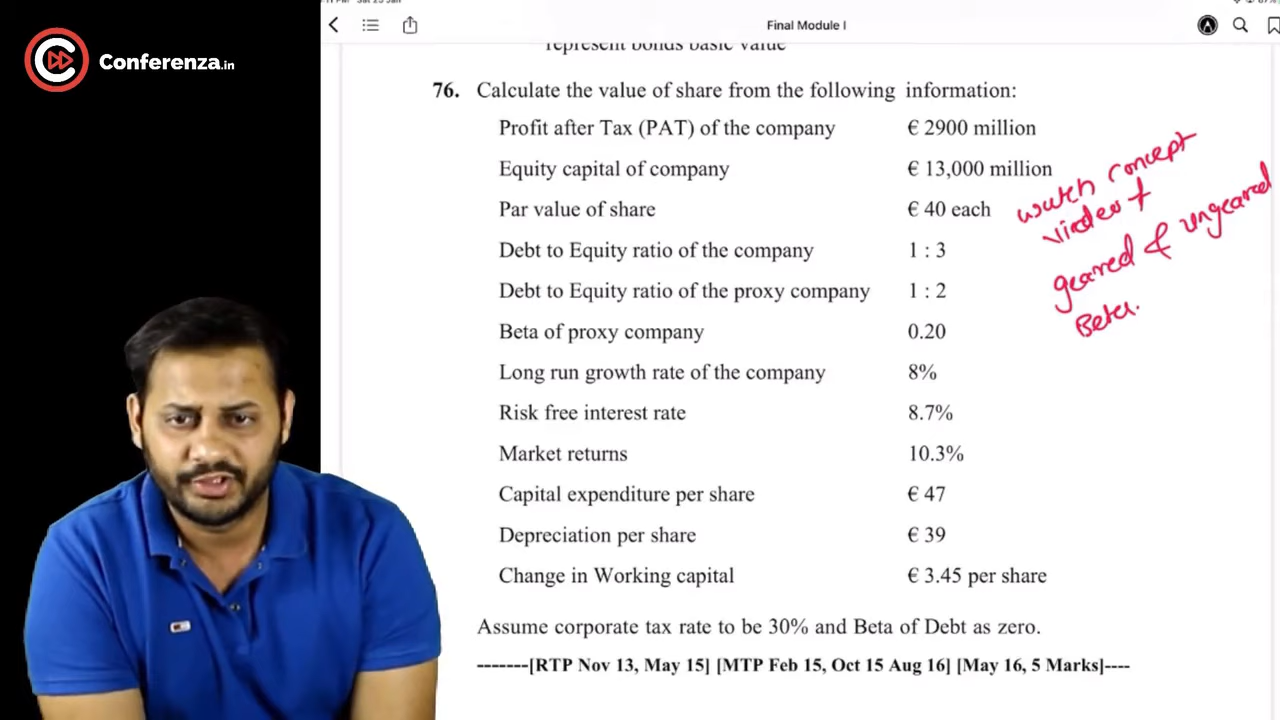 Conferenza.in
Final Module I
represent bonds basic value
76. Calculate the value of share from the following information:
Profit after Tax (PAT) of the company € 2900 million
Equity capital of company € 13,000 million
Par value of share € 40 each
Debt to Equity ratio of the company 1 : 3
Debt to Equity ratio of the proxy company 1 : 2
Beta of proxy company 0.20
Long run growth rate of the company 8%
Risk free interest rate 8.7%
Market returns 10.3%
Capital expenditure per share € 47
Depreciation per share € 39
Change in Working capital € 3.45 per share
Assume corporate tax rate to be 30% and Beta of Debt as zero.
-------[RTP Nov 13, May 15] [MTP Feb 15, Oct 15 Aug 16] [May 16, 5 Marks]----
watch concept
video +
geared & ungeared
Beta.